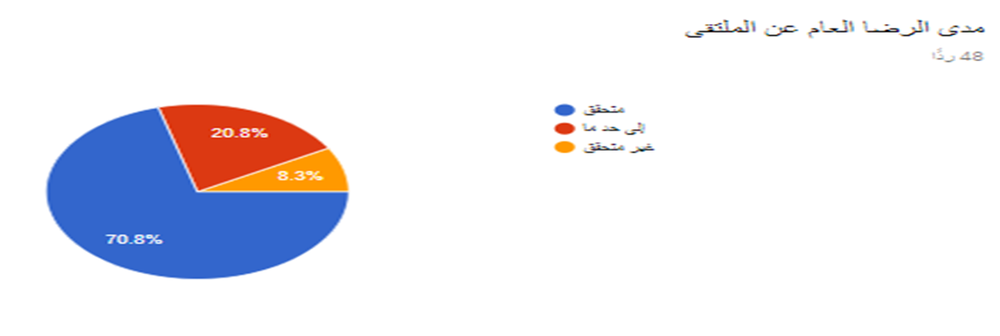 مدى الرضا العام عن الملتقى
48 ردًا
متحقق
إلى حد ما
غير متحقق
20.8%
8.3%
70.8%